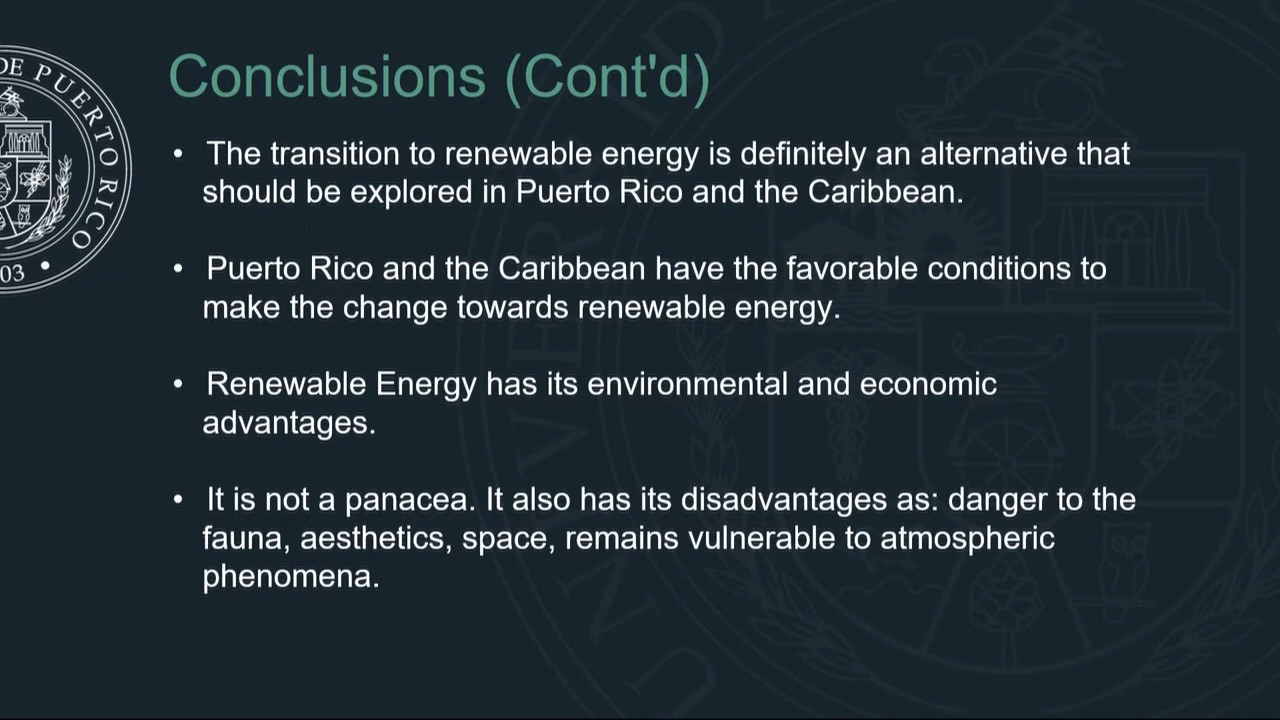 DE PUERTO RICO
03 •
Conclusions (Cont'd)
• The transition to renewable energy is definitely an alternative that
should be explored in Puerto Rico and the Caribbean.
• Puerto Rico and the Caribbean have the favorable conditions to
make the change towards renewable energy.
• Renewable Energy has its environmental and economic
advantages.
• It is not a panacea. It also has its disadvantages as: danger to the
fauna, aesthetics, space, remains vulnerable to atmospheric
phenomena.